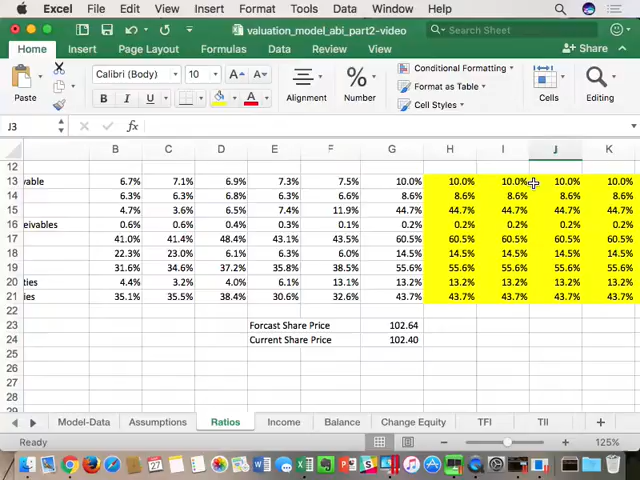 Excel File Edit View Insert Format Tools Data Window Help
valuation_model_abi_part2-video
Search Sheet
Home Insert Page Layout Formulas Data Review View Share
Calibri (Body) 10 A A
Conditional Formatting
Format as Table
Cell Styles
B I U A
Paste Alignment Number Cells Editing
J3 fx
B C D E F G H I J K
12
13 vable 6.7% 7.1% 6.9% 7.3% 7.5% 10.0% 10.0% 10.0% 10.0% 10.0%
14 6.3% 6.3% 6.8% 6.3% 6.6% 8.6% 8.6% 8.6% 8.6% 8.6%
15 4.7% 3.6% 6.5% 7.4% 11.9% 44.7% 44.7% 44.7% 44.7% 44.7%
16 ceivables 0.6% 0.6% 0.4% 0.3% 0.1% 0.2% 0.2% 0.2% 0.2% 0.2%
17 41.0% 41.4% 48.4% 43.1% 43.5% 60.5% 60.5% 60.5% 60.5% 60.5%
18 22.3% 23.0% 6.1% 6.3% 6.0% 14.5% 14.5% 14.5% 14.5% 14.5%
19 31.6% 34.6% 37.2% 35.8% 38.5% 55.6% 55.6% 55.6% 55.6% 55.6%
20 ties 4.4% 3.2% 4.0% 6.1% 13.1% 13.2% 13.2% 13.2% 13.2% 13.2%
21 ies 35.1% 35.5% 38.4% 30.6% 32.6% 43.7% 43.7% 43.7% 43.7% 43.7%
22
23 Forcast Share Price 102.64
24 Current Share Price 102.40
25
26
27
28
29
Model-Data Assumptions Ratios Income Balance Change Equity TFI TII +
Ready 125%